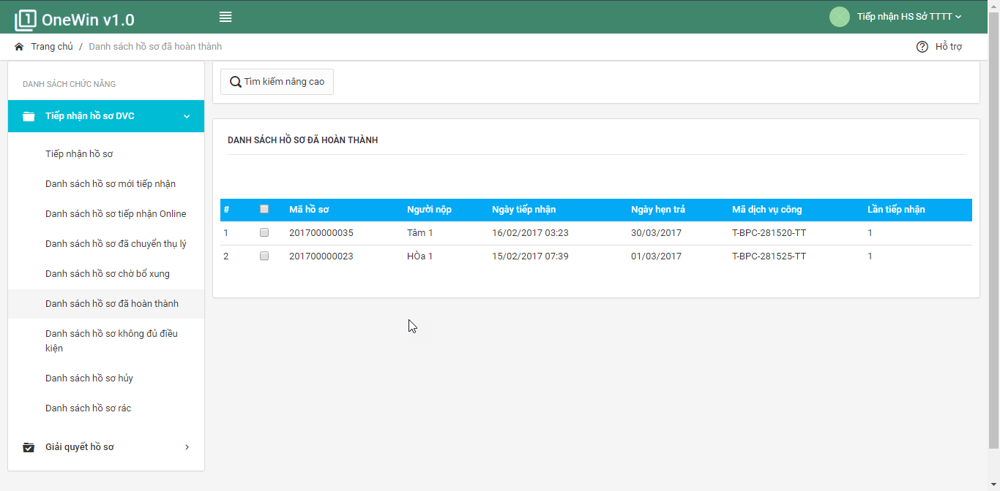 1 OneWin v1.0
Tiếp nhận HS Sở TTTT
Trang chủ / Danh sách hồ sơ đã hoàn thành
? Hỗ trợ
DANH SÁCH CHỨC NĂNG
Tiếp nhận hồ sơ DVC
Tiếp nhận hồ sơ
Danh sách hồ sơ mới tiếp nhận
Danh sách hồ sơ tiếp nhận Online
Danh sách hồ sơ đã chuyển thụ lý
Danh sách hồ sơ chờ bổ xung
Danh sách hồ sơ đã hoàn thành
Danh sách hồ sơ không đủ điều
kiện
Danh sách hồ sơ hủy
Danh sách hồ sơ rác
Giải quyết hồ sơ
Tìm kiếm nâng cao
DANH SÁCH HỒ SƠ ĐÃ HOÀN THÀNH
# Mã hồ sơ Người nộp Ngày tiếp nhận Ngày hẹn trả Mã dịch vụ công Lần tiếp nhận
1 201700000035 Tâm 1 16/02/2017 03:23 30/03/2017 T-BPC-281520-TT 1
2 201700000023 HÒa 1 15/02/2017 07:39 01/03/2017 T-BPC-281525-TT 1